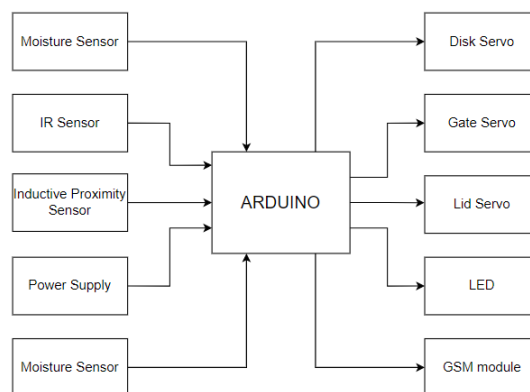 Moisture Sensor
Disk Servo
IR Sensor
Gate Servo
Inductive Proximity
Sensor
ARDUINO
Lid Servo
Power Supply
LED
Moisture Sensor
GSM module